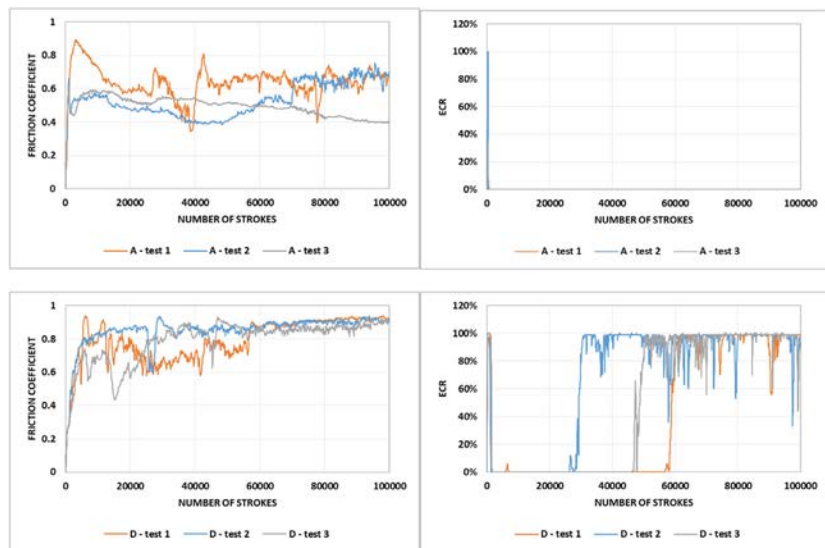 FRICTION COEFFICIENT
1
0.8
0.6
0.4
0.2
0
0 20000 40000 60000 80000 100000
NUMBER OF STROKES
A - test 1 A - test 2 A - test 3
ECR
120%
100%
80%
60%
40%
20%
0%
0 20000 40000 60000 80000 100000
NUMBER OF STROKES
A - test 1 A - test 2 A - test 3
FRICTION COEFFICIENT
1
0.8
0.6
0.4
0.2
0
0 20000 40000 60000 80000 100000
NUMBER OF STROKES
D - test 1 D - test 2 D - test 3
ECR
120%
100%
80%
60%
40%
20%
0%
0 20000 40000 60000 80000 100000
NUMBER OF STROKES
D - test 1 D - test 2 D - test 3